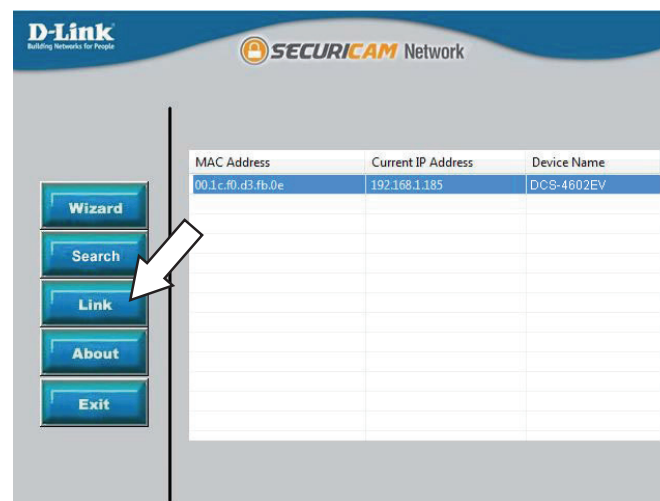 D-Link
Building Networks for People
SECURICAM Network
MAC Address Current IP Address Device Name
00.1c.f0.d3.fb.0e 192.168.1.185 DCS-4602EV
Wizard
Search
Link
About
Exit